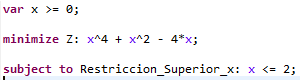 var x >= 0;
minimize Z: x^4 + x^2 - 4*x;
subject to Restriccion_Superior_x: x <= 2;